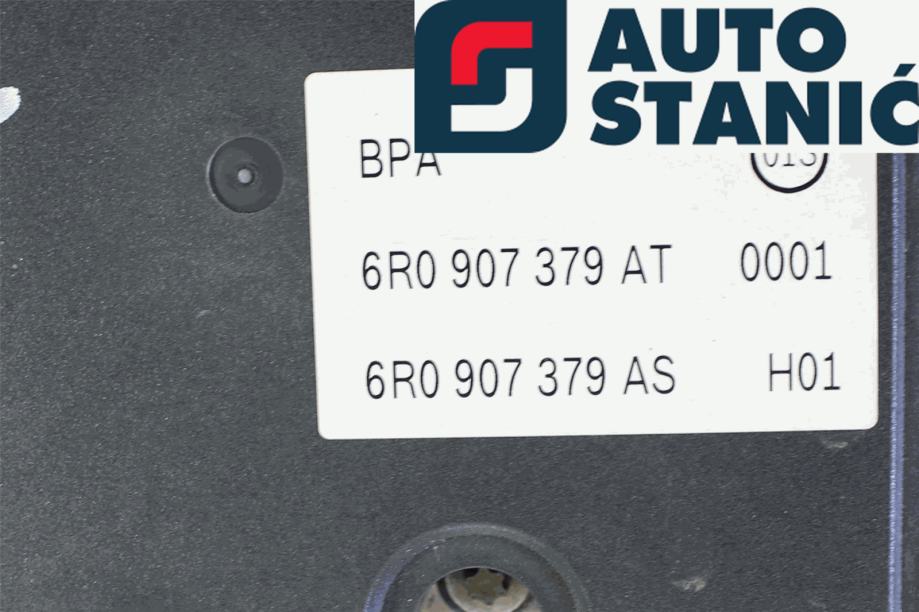 AUTO
STANIĆ
BPA
6R0 907 379 AT 0001
6R0 907 379 AS H01